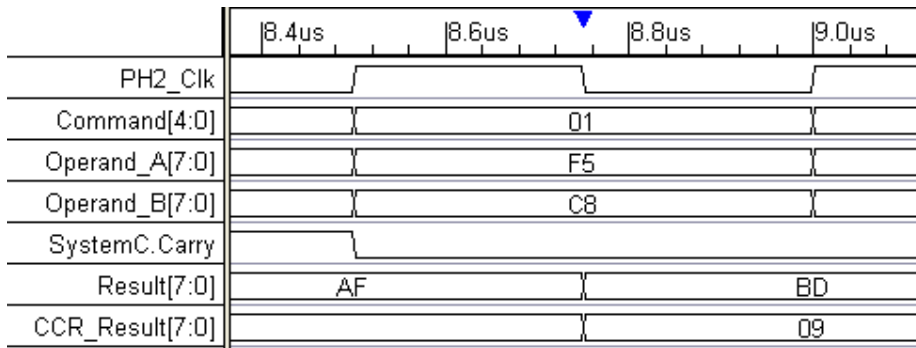 8.4us 8.6us 8.8us 9.0us
PH2_Clk
Command[4:0] 01
Operand_A[7:0] F5
Operand_B[7:0] C8
SystemC.Carry
Result[7:0] AF BD
CCR_Result[7:0] 09